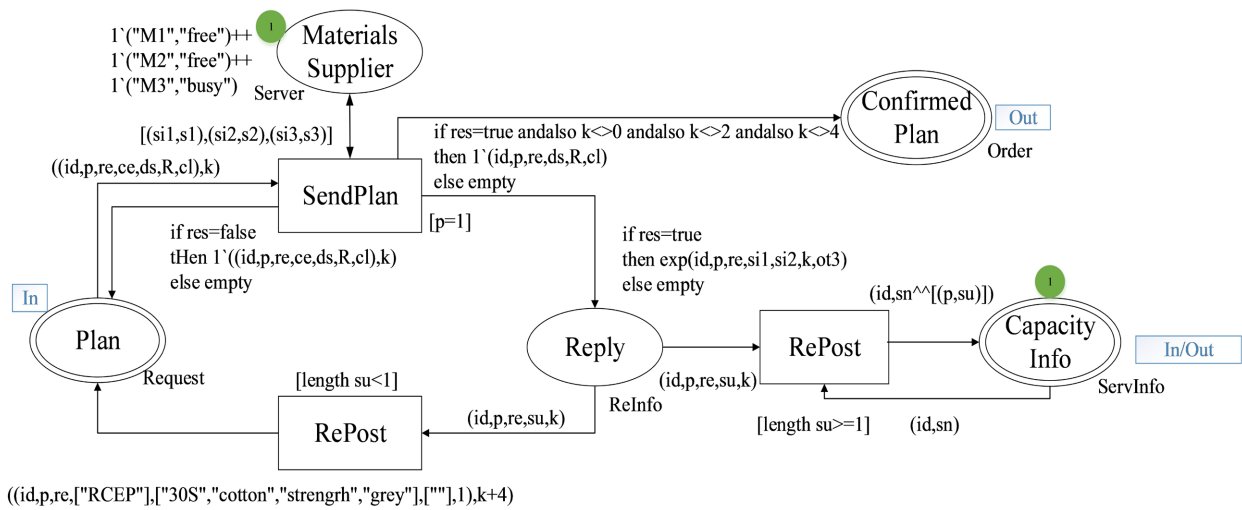 1
1`("M1","free")++
1`("M2","free")++
1`("M3","busy")
Materials
Supplier
Server
[(si1,s1),(si2,s2),(si3,s3)]
((id,p,re,ce,ds,R,cl),k)
SendPlan
if res=true andalso k<>0 andalso k<>2 andalso k<>4
then 1`(id,p,re,ds,R,cl)
else empty
Confirmed
Plan
Out
Order
[p=1]
if res=false
tHen 1`((id,p,re,ce,ds,R,cl),k)
else empty
if res=true
then exp(id,p,re,si1,si2,k,ot3)
else empty
In
Plan
Request
Reply
ReInfo
(id,p,re,su,k)
RePost
(id,sn^^[(p,su)])
1
Capacity
Info
In/Out
ServInfo
[length su>=1]
(id,sn)
[length su<1]
RePost
(id,p,re,su,k)
((id,p,re,["RCEP"],["30S","cotton","strengrh","grey"],[""],1),k+4)